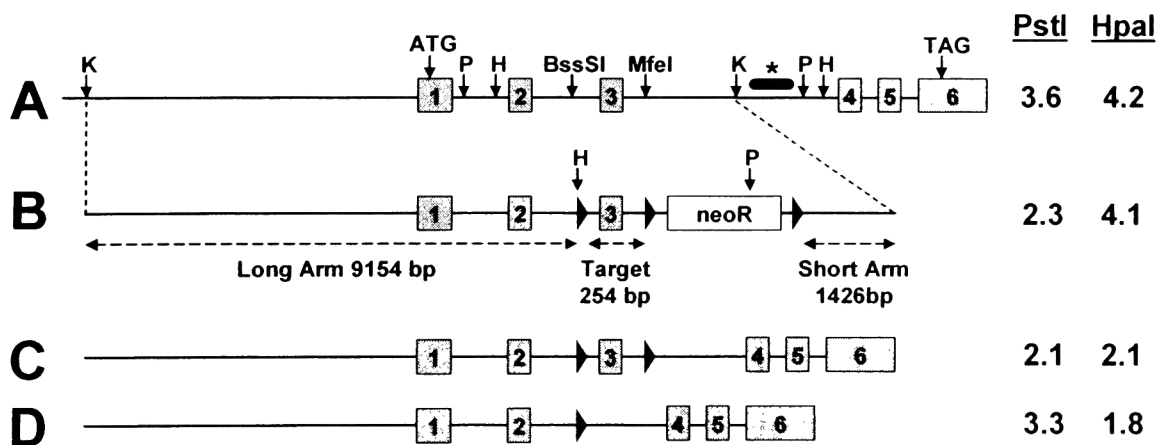 PstI HpaI
ATG TAG
K P H BssSI MfeI K * P H
A 1 2 3 4 5 6 3.6 4.2
H P
B 1 2 3 neoR 2.3 4.1
Long Arm 9154 bp Target Short Arm
254 bp 1426bp
C 1 2 3 4 5 6 2.1 2.1
D 1 2 4 5 6 3.3 1.8